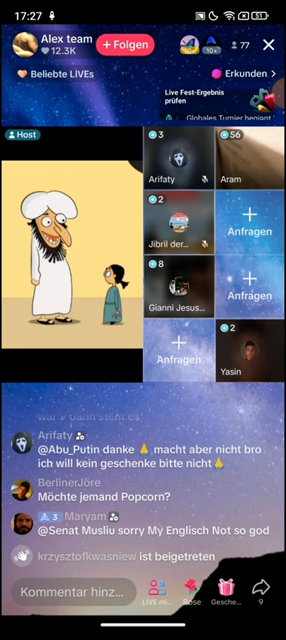 17:27
51
Alex team
12.3K
+ Folgen
10+
77
Beliebte LIVEs
Erkunden >
Live Fest-Ergebnis
prüfen
Globales Turnier beginnt
Host
3
Arifaty
56
Aram
2
Jibril der...
Anfragen
8
Gianni Jesus...
Anfragen
Anfragen
2
Yasin
Arifaty
@Abu_Putin danke 🙏 macht aber nicht bro
ich will kein geschenke bitte nicht🙏
BerlinerJöre
Möchte jemand Popcorn?
3 Maryam
@Senat Musliu sorry My Englisch Not so god
krzysztofkwasniew ist beigetreten
Kommentar hinz...
LIVE mi...
Rose
Gesche...
9